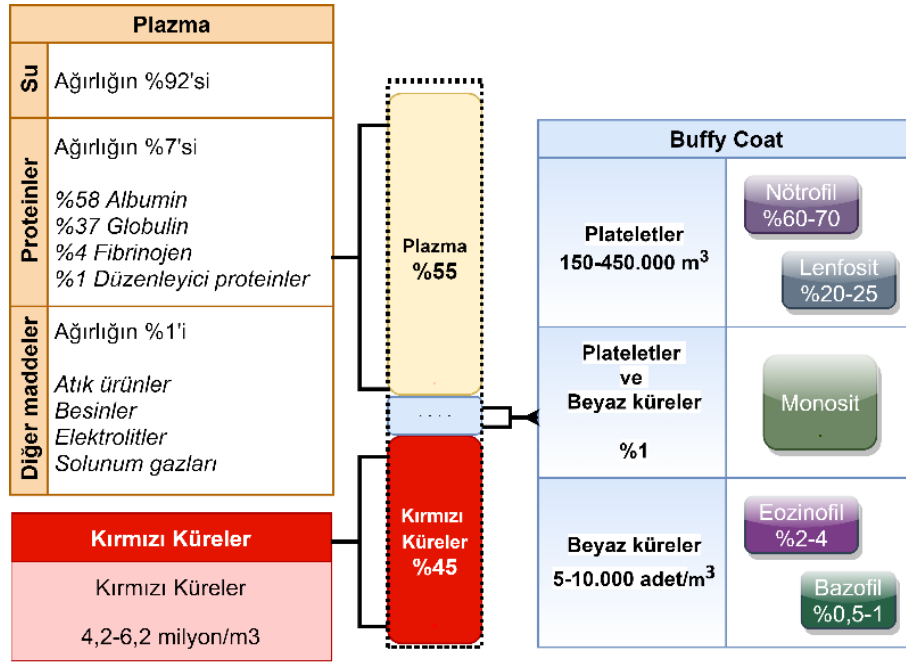 Plazma
Su
Ağırlığın %92'si
Proteinler
Ağırlığın %7'si
%58 Albumin
%37 Globulin
%4 Fibrinojen
%1 Düzenleyici proteinler
Diğer maddeler
Ağırlığın %1'i
Atık ürünler
Besinler
Elektrolitler
Solunum gazları
Kırmızı Küreler
Kırmızı Küreler
4,2-6,2 milyon/m3
Plazma
%55
. . . .
Kırmızı
Küreler
%45
Buffy Coat
Plateletler
150-450.000 m³
Nötrofil
%60-70
Lenfosit
%20-25
Plateletler
ve
Beyaz küreler
%1
Monosit
.
Beyaz küreler
5-10.000 adet/m³
Eozinofil
%2-4
Bazofil
%0,5-1